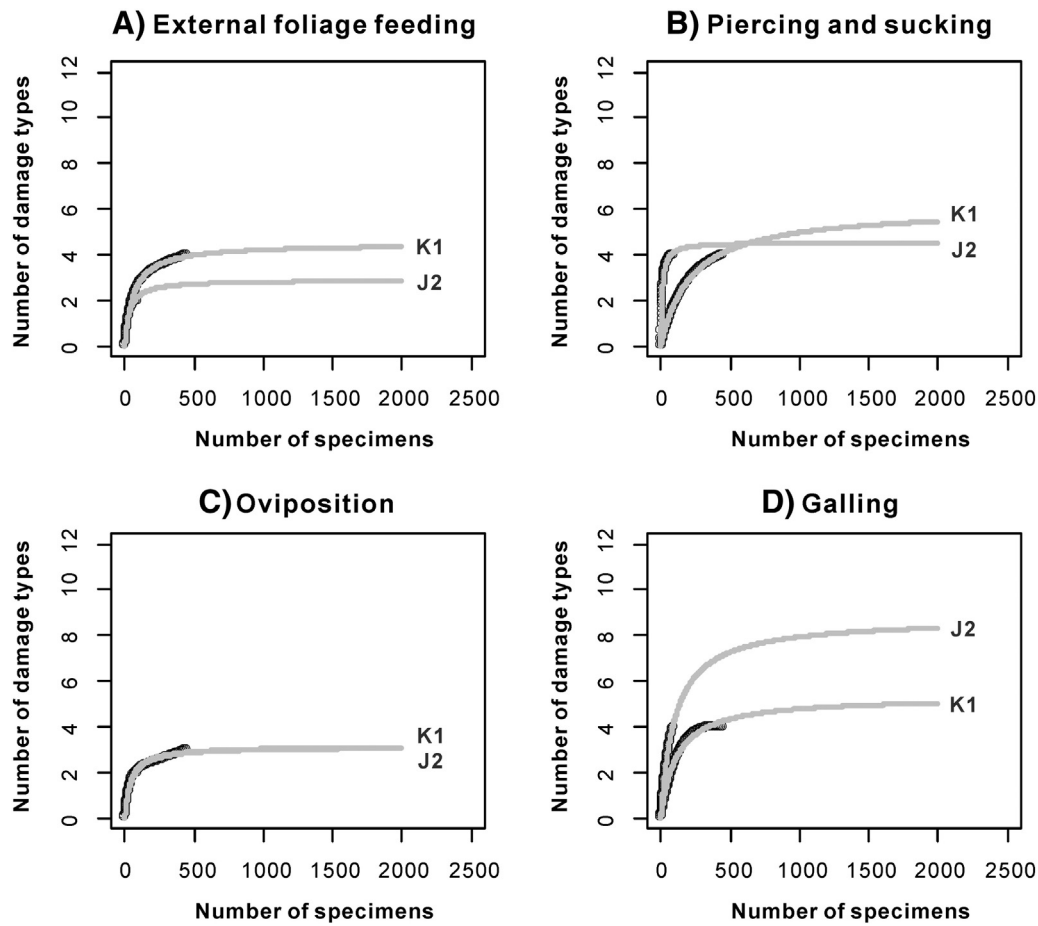 A) External foliage feeding
Number of damage types
0 2 4 6 8 10 12
K1
J2
0 500 1000 1500 2000 2500
Number of specimens
B) Piercing and sucking
Number of damage types
0 2 4 6 8 10 12
K1
J2
0 500 1000 1500 2000 2500
Number of specimens
C) Oviposition
Number of damage types
0 2 4 6 8 10 12
K1
J2
0 500 1000 1500 2000 2500
Number of specimens
D) Galling
Number of damage types
0 2 4 6 8 10 12
J2
K1
0 500 1000 1500 2000 2500
Number of specimens